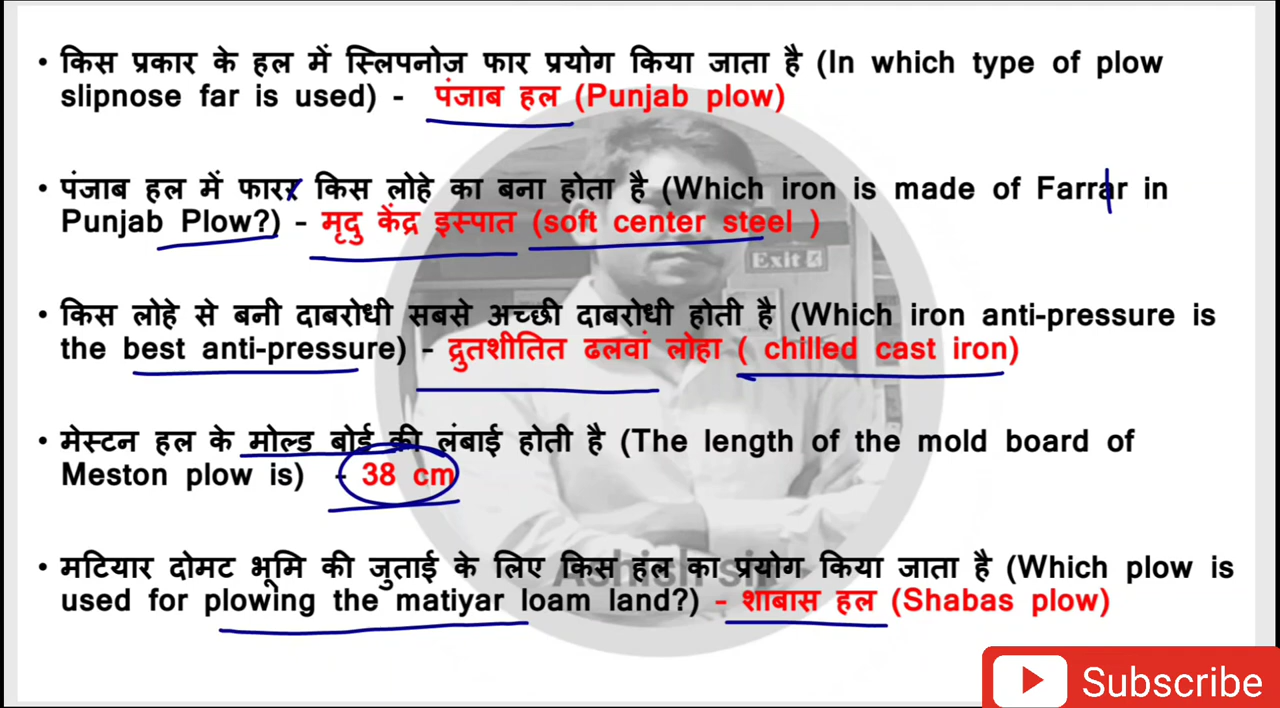 • किस प्रकार के हल में स्लिपनोज फार प्रयोग किया जाता है (In which type of plow
slipnose far is used) - पंजाब हल (Punjab plow)
• पंजाब हल में फारर किस लोहे का बना होता है (Which iron is made of Farrar in
Punjab Plow?) - मृदु केंद्र इस्पात (soft center steel )
Exit
• किस लोहे से बनी दाबरोधी सबसे अच्छी दाबरोधी होती है (Which iron anti-pressure is
the best anti-pressure) - द्रुतशीतित ढलवां लोहा ( chilled cast iron)
• मेस्टन हल के मोल्ड बोर्ड की लंबाई होती है (The length of the mold board of
Meston plow is) - 38 cm
• मटियार दोमट भूमि की जुताई के लिए किस हल का प्रयोग किया जाता है (Which plow is
used for plowing the matiyar loam land?) - शाबास हल (Shabas plow)
Ashish
Subscribe